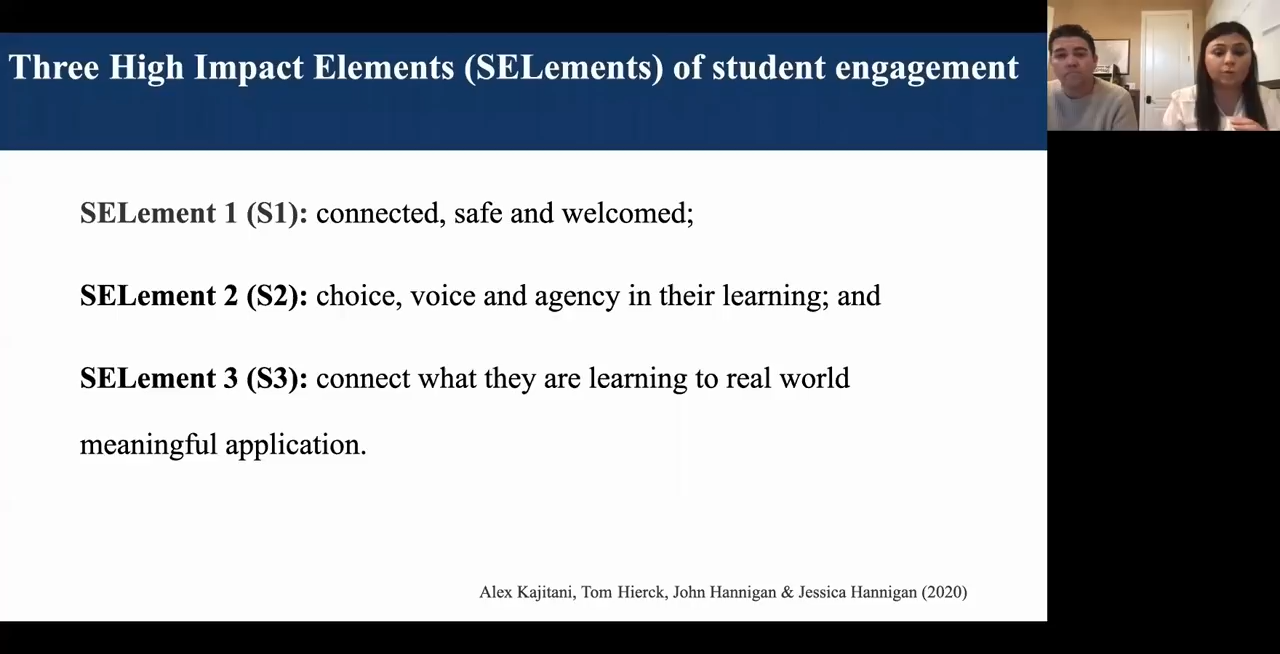 Three High Impact Elements (SELements) of student engagement
SELement 1 (S1): connected, safe and welcomed;
SELement 2 (S2): choice, voice and agency in their learning; and
SELement 3 (S3): connect what they are learning to real world
meaningful application.
Alex Kajitani, Tom Hierck, John Hannigan & Jessica Hannigan (2020)